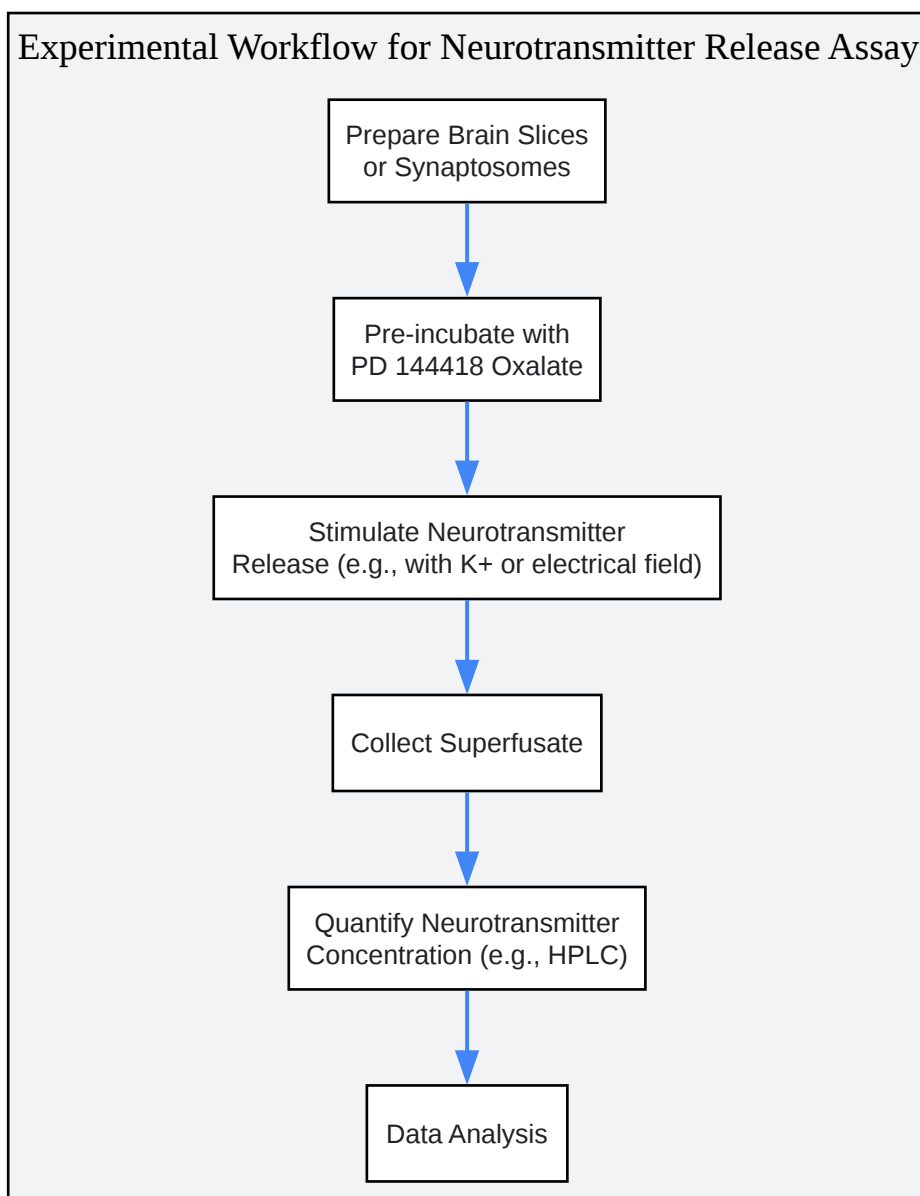 Experimental Workflow for Neurotransmitter Release Assay
Prepare Brain Slices
or Synaptosomes
Pre-incubate with
PD 144418 Oxalate
Stimulate Neurotransmitter
Release (e.g., with K+ or electrical field)
Collect Superfusate
Quantify Neurotransmitter
Concentration (e.g., HPLC)
Data Analysis